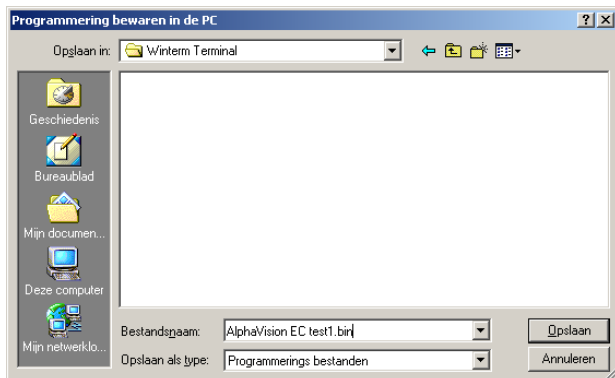 Programmering bewaren in de PC
Opslaan in: Winterm Terminal
Geschiedenis
Bureaublad
Mijn documen...
Deze computer
Mijn netwerklo...
Bestandsnaam: AlphaVision EC test1.bin Opslaan
Opslaan als type: Programmerings bestanden Annuleren